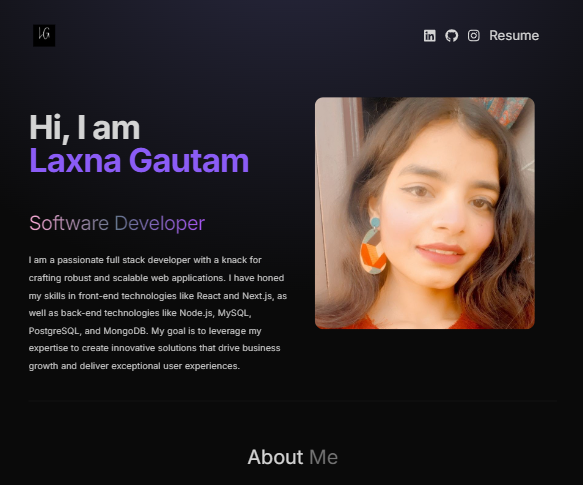 LG
Resume
Hi, I am
Laxna Gautam
Software Developer
I am a passionate full stack developer with a knack for
crafting robust and scalable web applications. I have honed
my skills in front-end technologies like React and Next.js, as
well as back-end technologies like Node.js, MySQL,
PostgreSQL, and MongoDB. My goal is to leverage my
expertise to create innovative solutions that drive business
growth and deliver exceptional user experiences.
About Me